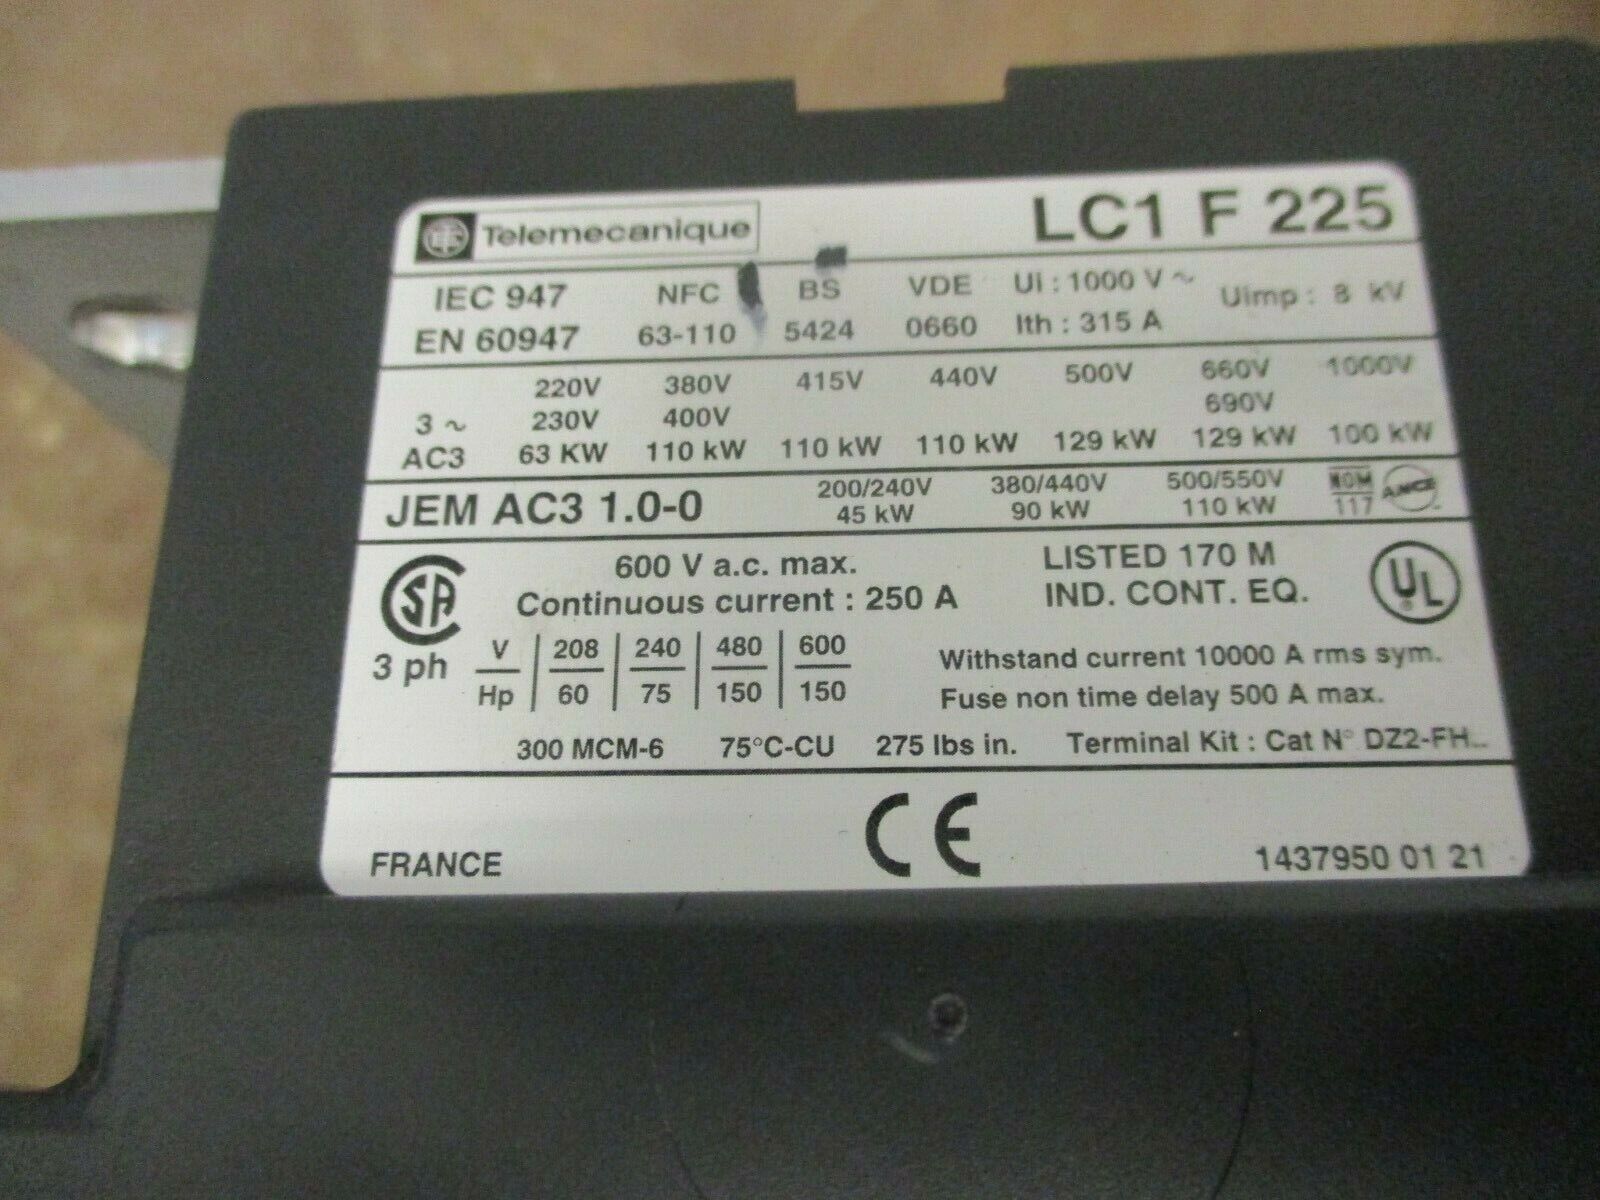 Telemecanique LC1 F 225
IEC 947 NFC BS VDE Ui : 1000 V ~ Uimp : 8 kV
EN 60947 63-110 5424 0660 Ith : 315 A
220V 380V 415V 440V 500V 660V 1000V
3 ~ 230V 400V 690V
AC3 63 KW 110 kW 110 kW 110 kW 129 kW 129 kW 100 kW
JEM AC3 1.0-0 200/240V 380/440V 500/550V NOM ANCE
45 kW 90 kW 110 kW 117
600 V a.c. max. LISTED 170 M
CSA Continuous current : 250 A IND. CONT. EQ. UL ®
3 ph V 208 240 480 600 Withstand current 10000 A rms sym.
Hp 60 75 150 150 Fuse non time delay 500 A max.
300 MCM-6 75°C-CU 275 lbs in. Terminal Kit : Cat N° DZ2-FH..
CE
FRANCE 1437950 01 21